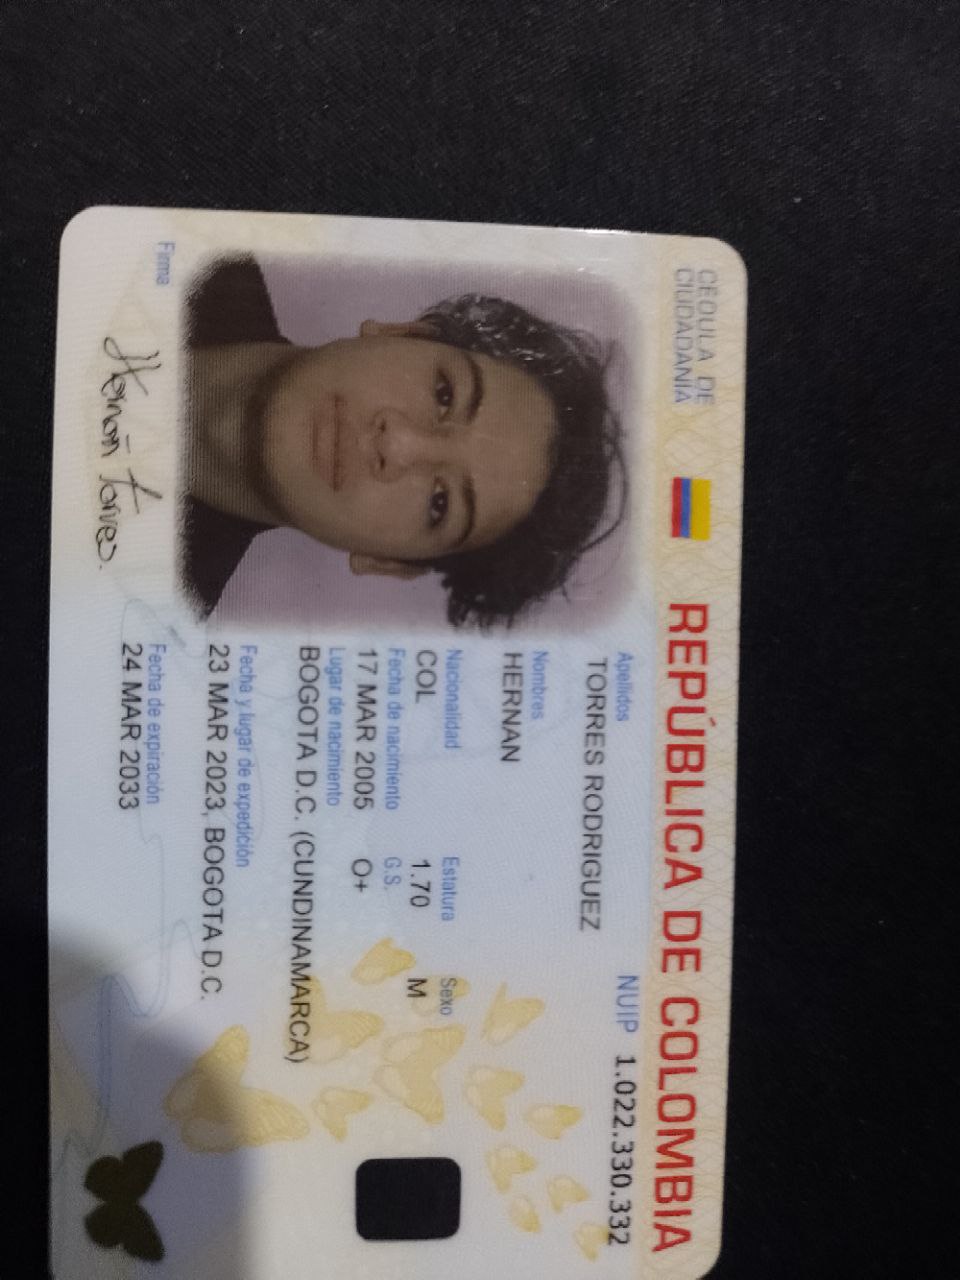 CÉDULA DE
CIUDADANÍA
REPÚBLICA DE COLOMBIA
NUIP 1.022.330.332
Apellidos
TORRES RODRIGUEZ
Nombres
HERNAN
Nacionalidad Estatura Sexo
COL 1.70 M
Fecha de nacimiento G.S.
17 MAR 2005 O+
Lugar de nacimiento
BOGOTA D.C. (CUNDINAMARCA)
Fecha y lugar de expedición
23 MAR 2023, BOGOTA D.C.
Fecha de expiración
24 MAR 2033
Firma
Hernán Torres